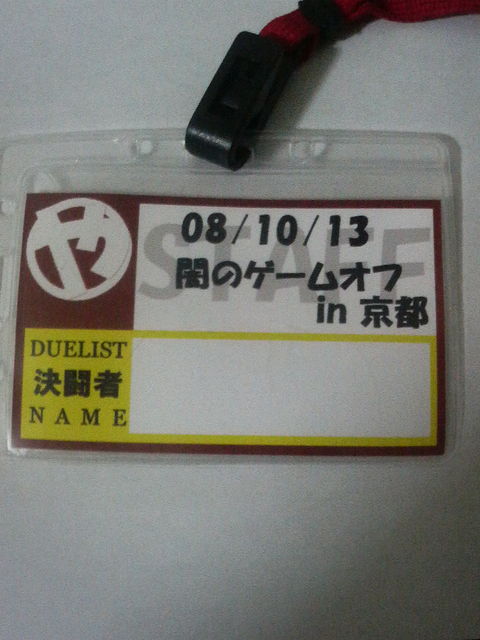 STAFF
08/10/13
闇のゲームオフ
in 京都
DUELIST
決闘者
NAME